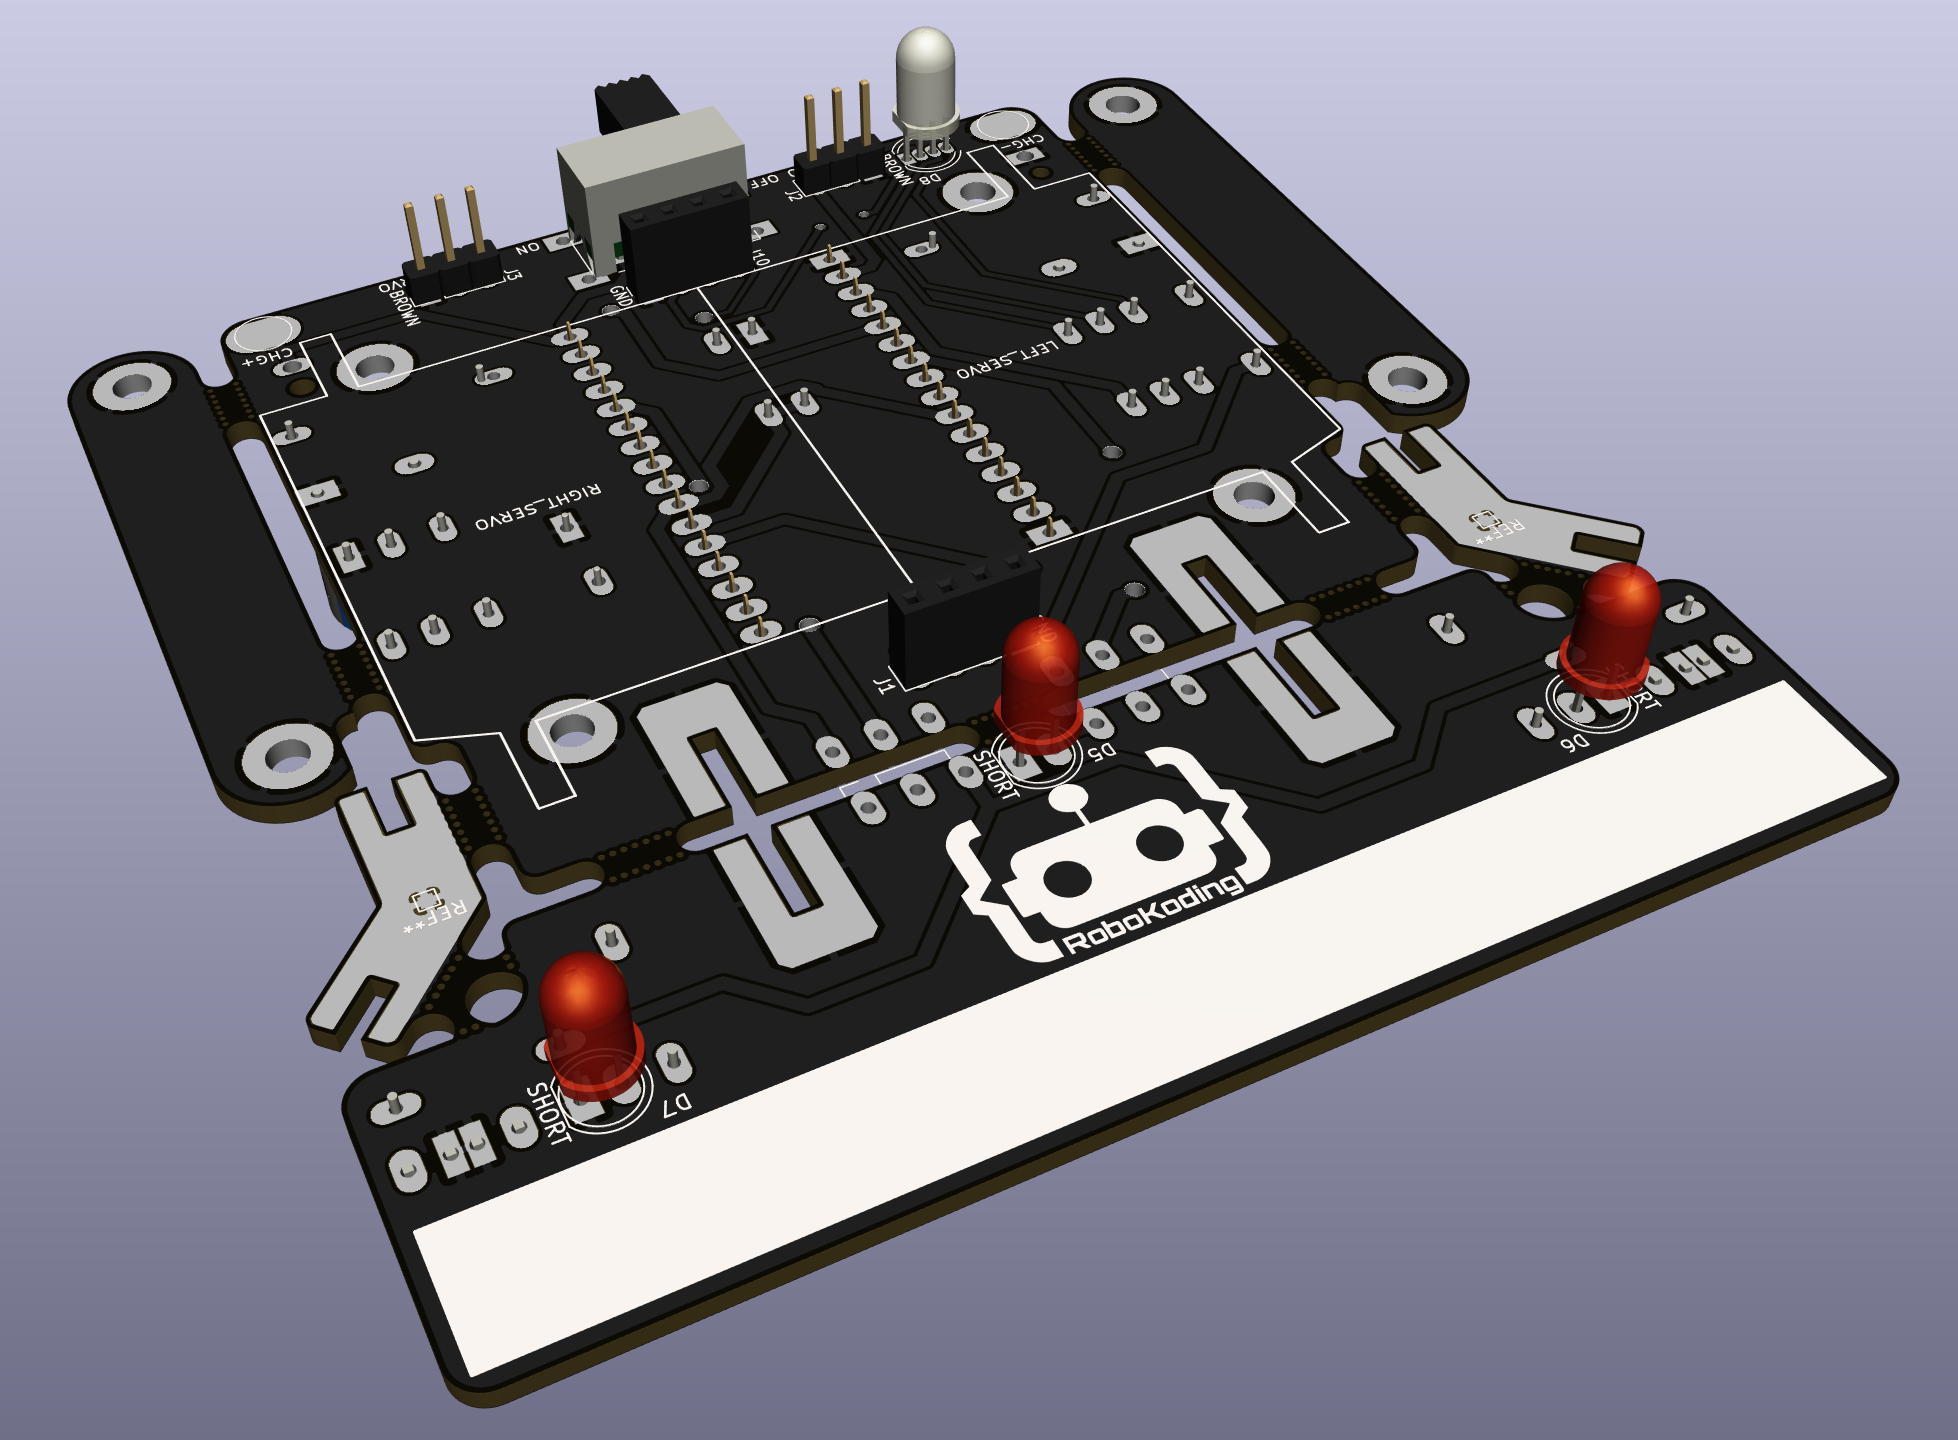 CHG-
D8
BROWN
OFF
J2
ON
J3
BROWN
J10
GND
CHG+
LEFT_SERVO
RIGHT_SERVO
REF**
J1
D5
SHORT
D6
REF**
RoboKoding
D7
SHORT